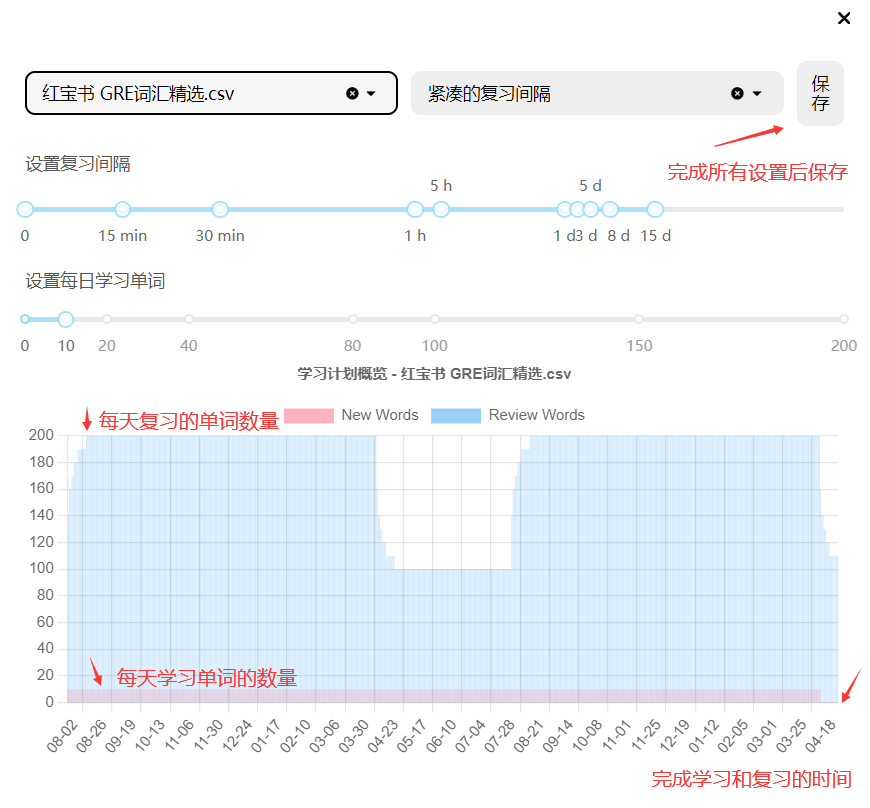 红宝书 GRE词汇精选.csv
紧凑的复习间隔
保存
完成所有设置后保存
设置复习间隔
5 h 5 d
0 15 min 30 min 1 h 1 d 3 d 8 d 15 d
设置每日学习单词
0 10 20 40 80 100 150 200
学习计划概览 - 红宝书 GRE词汇精选.csv
每天复习的单词数量 New Words Review Words
200
180
160
140
120
100
80
60
40
20
0
每天学习单词的数量
08-02 08-26 09-19 10-13 11-06 11-30 12-24 01-17 02-10 03-06 03-30 04-23 05-17 06-10 07-04 07-28 08-21 09-14 10-08 11-01 11-25 12-19 01-12 02-05 03-01 03-25 04-18
完成学习和复习的时间